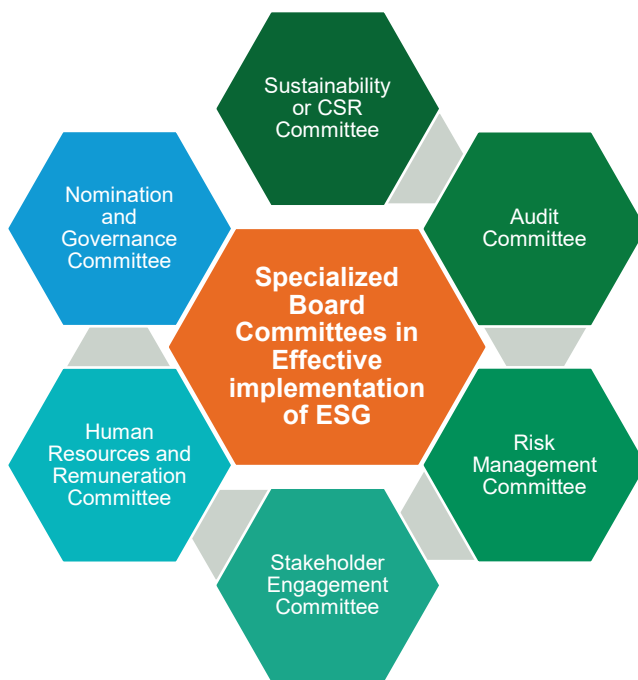 Sustainability
or CSR
Committee
Nomination
and
Governance
Committee
Audit
Committee
Specialized
Board
Committees in
Effective
implementation
of ESG
Human
Resources and
Remuneration
Committee
Risk
Management
Committee
Stakeholder
Engagement
Committee